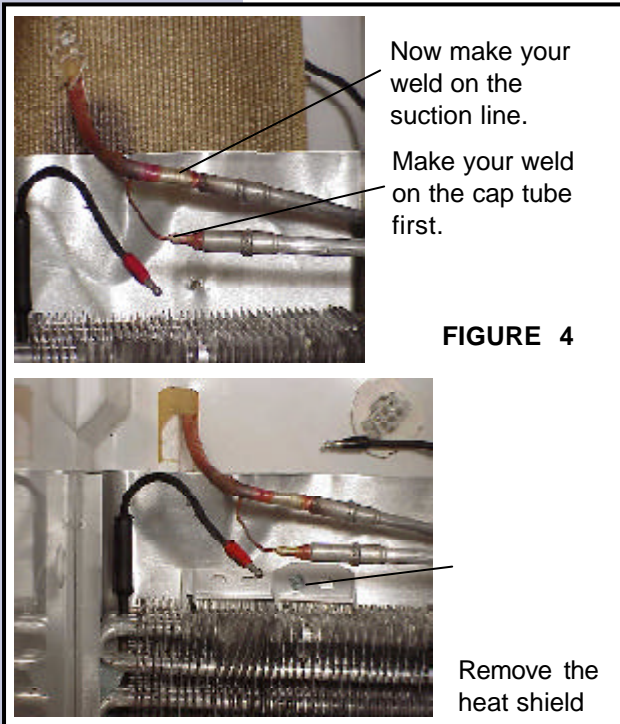 Now make your
weld on the
suction line.
Make your weld
on the cap tube
first.
FIGURE 4
Remove the
heat shield